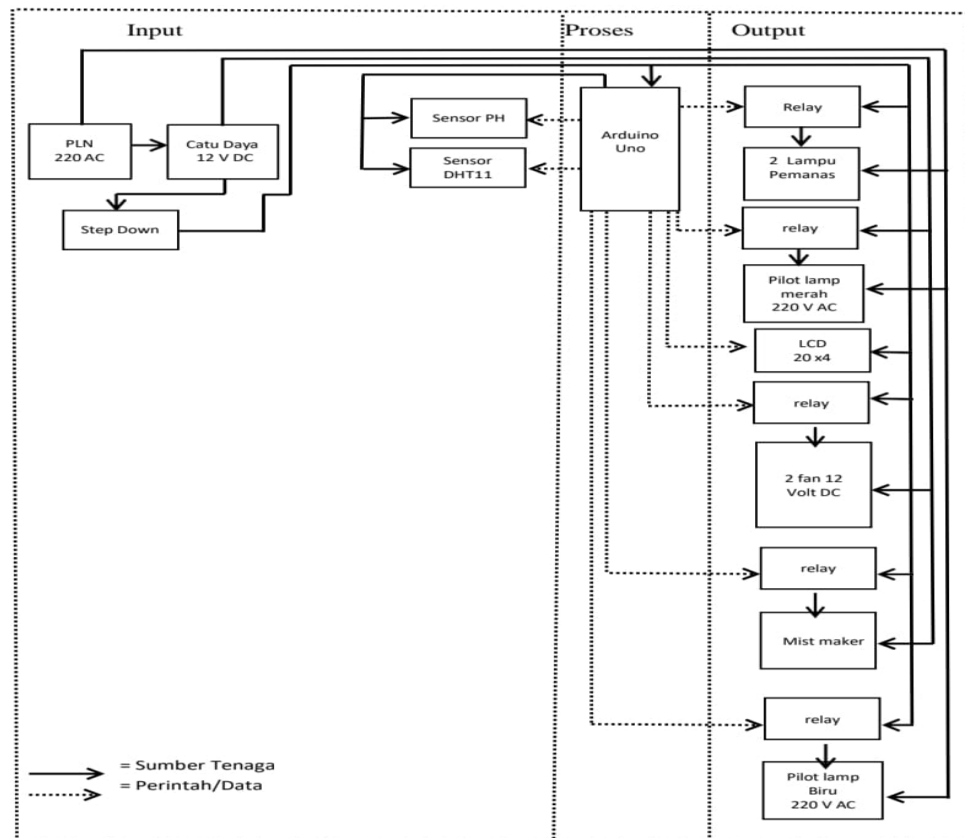 Input
Proses
Output
PLN
220 AC
Catu Daya
12 V DC
Step Down
Sensor PH
Sensor
DHT11
Arduino
Uno
Relay
2 Lampu
Pemanas
relay
Pilot lamp
merah
220 V AC
LCD
20 x4
relay
2 fan 12
Volt DC
relay
Mist maker
relay
Pilot lamp
Biru
220 V AC
= Sumber Tenaga
= Perintah/Data